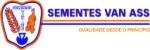 SEMENTES VAN ASS
QUALIDADE DESDE O PRINCÍPIO